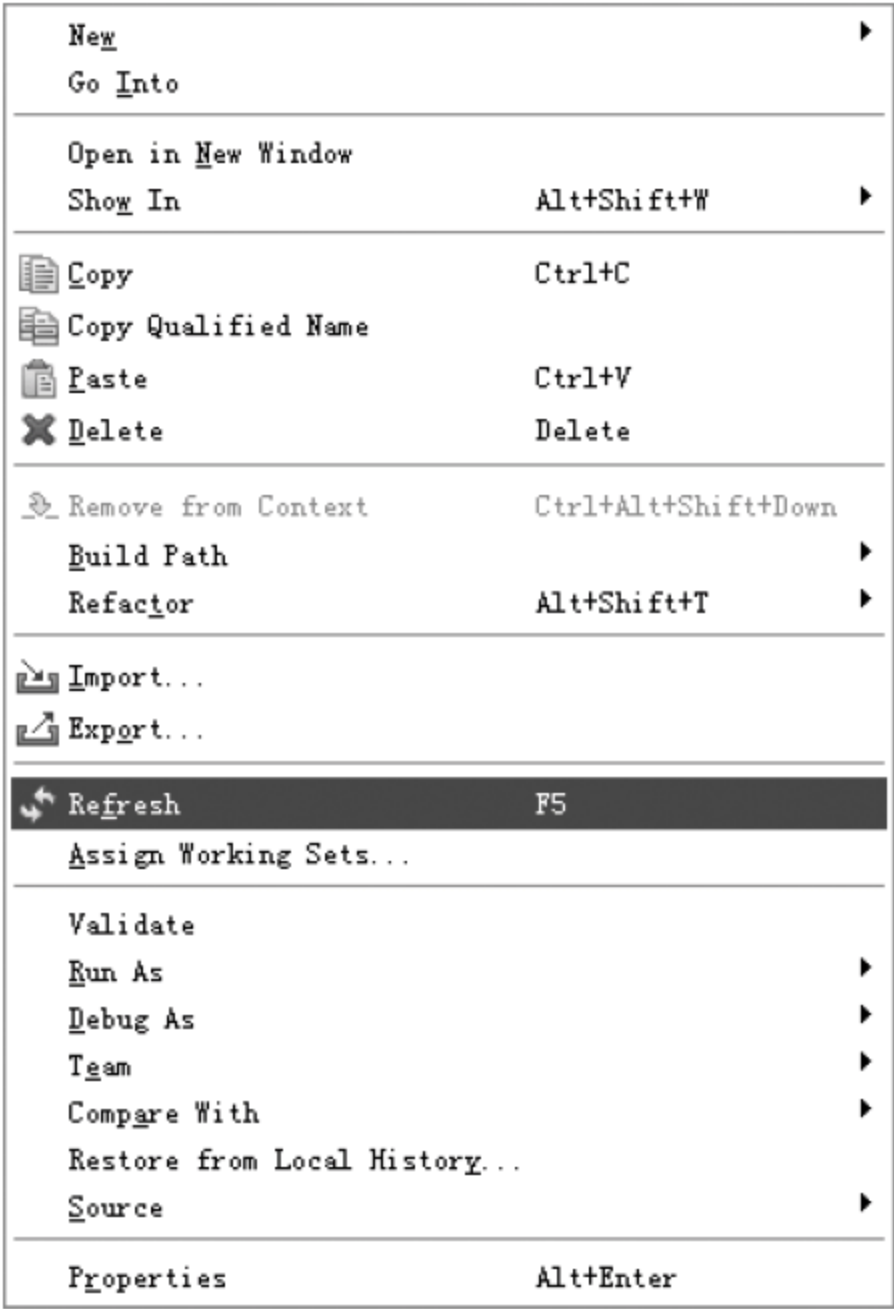 New
Go Into
Open in New Window
Show In Alt+Shift+W
Copy Ctrl+C
Copy Qualified Name
Paste Ctrl+V
Delete Delete
Remove from Context Ctrl+Alt+Shift+Down
Build Path
Refactor Alt+Shift+T
Import...
Export...
Refresh F5
Assign Working Sets...
Validate
Run As
Debug As
Team
Compare With
Restore from Local History...
Source
Properties Alt+Enter